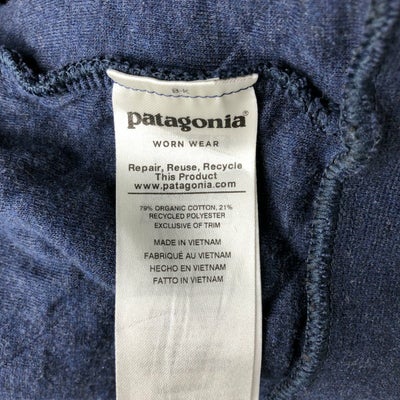 B-K
patagonia®
WORN WEAR
Repair, Reuse, Recycle
This Product
www.patagonia.com
79% ORGANIC COTTON, 21%
RECYCLED POLYESTER
EXCLUSIVE OF TRIM
MADE IN VIETNAM
FABRIQUÉ AU VIETNAM
HECHO EN VIETNAM
FATTO IN VIETNAM